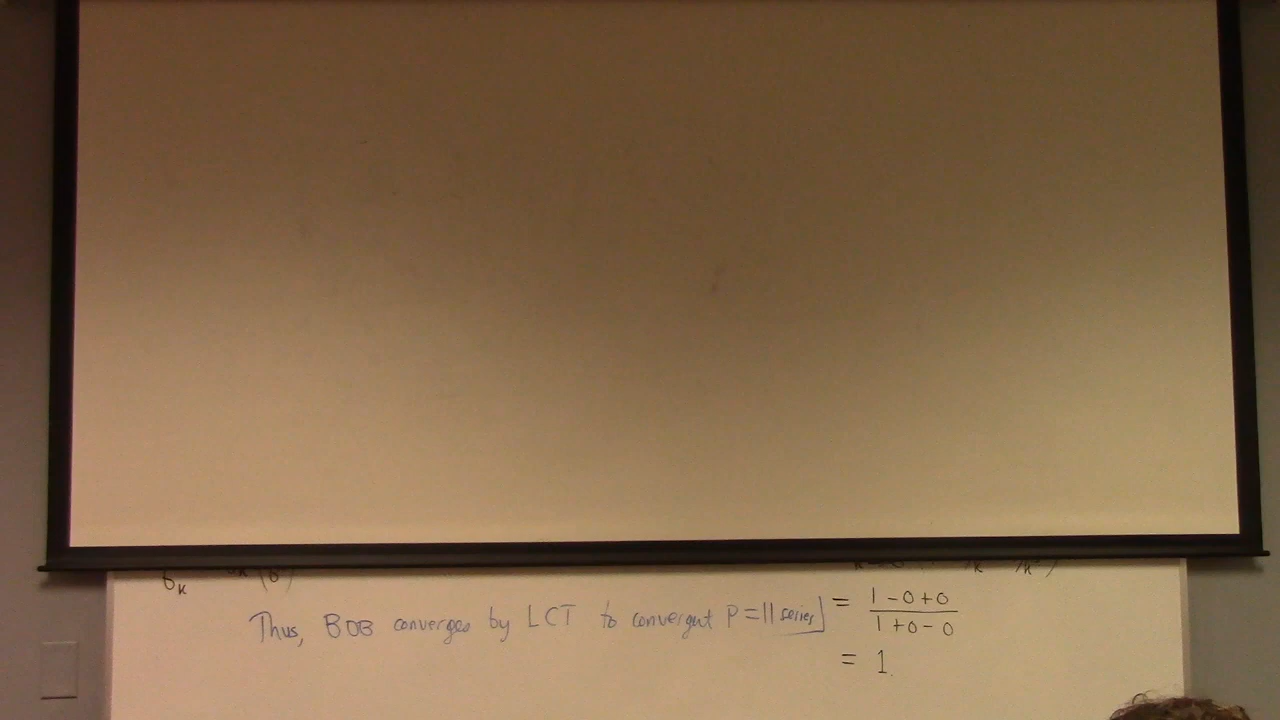 Thus, BOB converges by LCT to convergent P=11 series
= 1-0+0
1+0-0
= 1